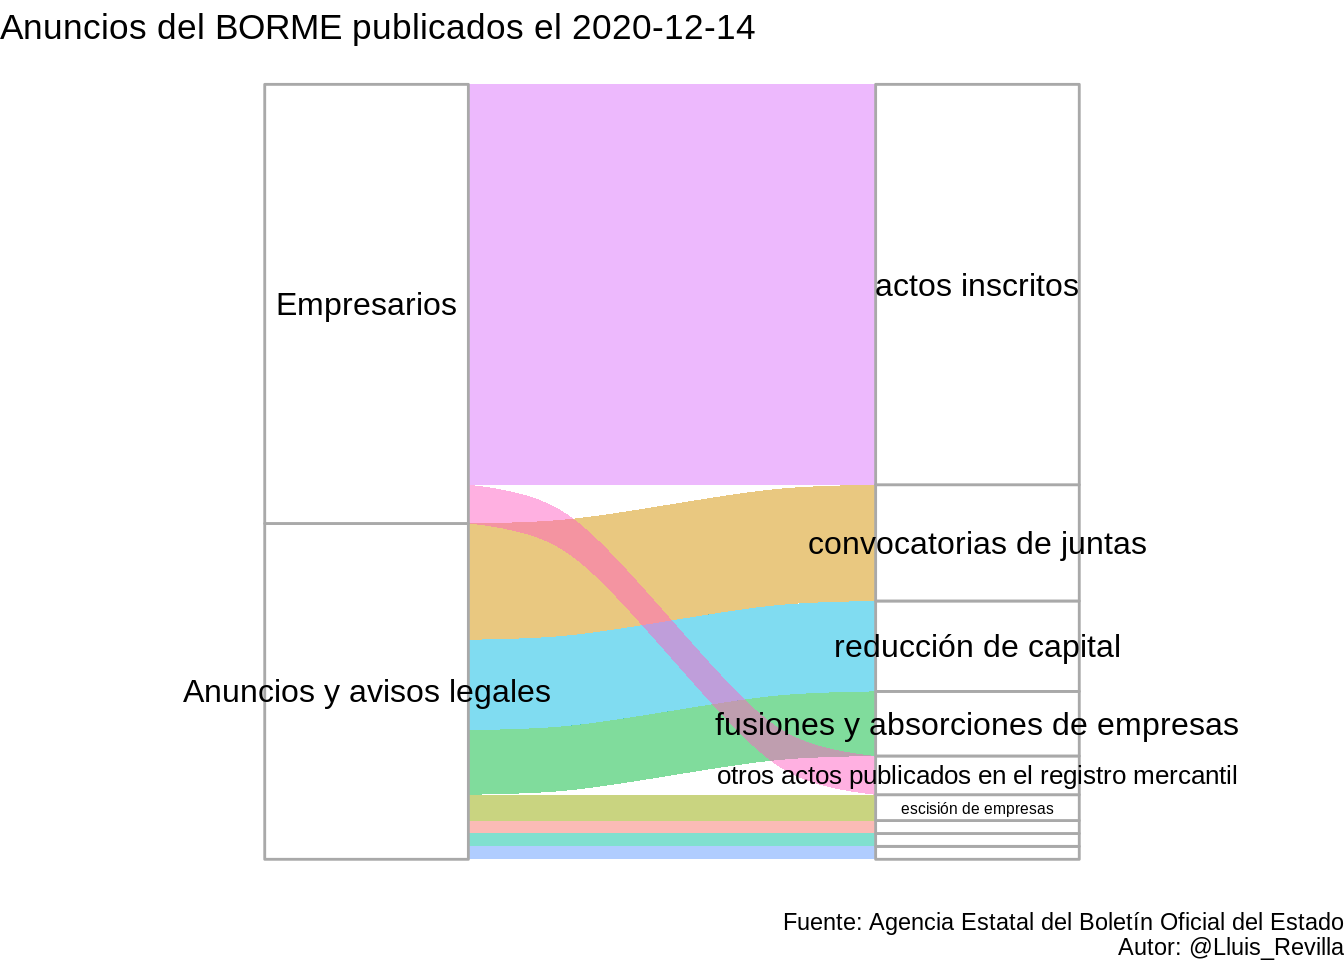 Anuncios del BORME publicados el 2020-12-14
Empresarios
actos inscritos
convocatorias de juntas
reducción de capital
Anuncios y avisos legales
fusiones y absorciones de empresas
otros actos publicados en el registro mercantil
escisión de empresas
Fuente: Agencia Estatal del Boletín Oficial del Estado
Autor: @Lluis_Revilla